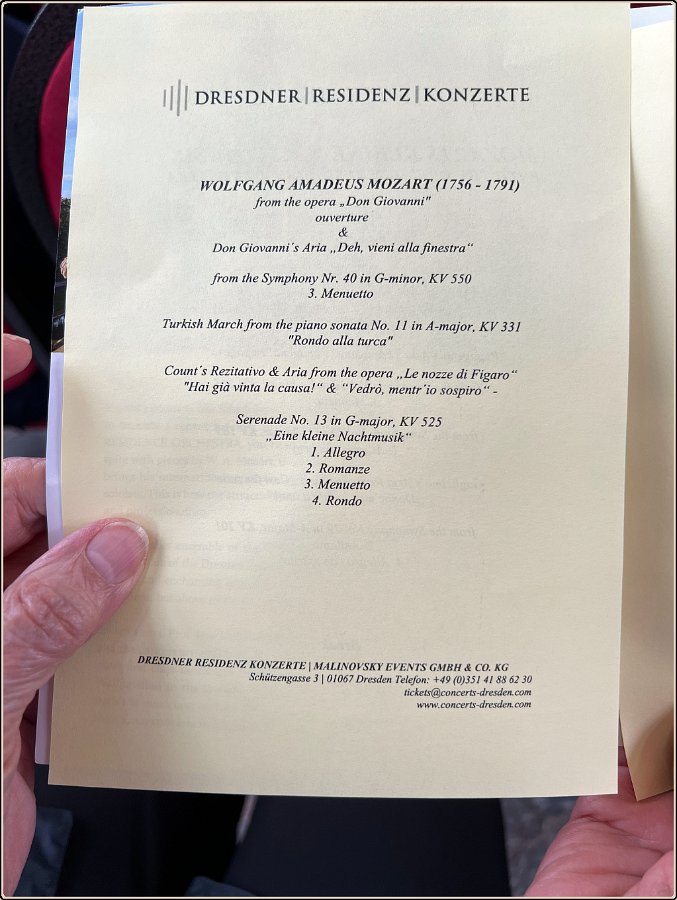 DRESDNER|RESIDENZ|KONZERTE
WOLFGANG AMADEUS MOZART (1756 - 1791)
from the opera „Don Giovanni"
ouverture
&
Don Giovanni´s Aria „Deh, vieni alla finestra“
from the Symphony Nr. 40 in G-minor, KV 550
3. Menuetto
Turkish March from the piano sonata No. 11 in A-major, KV 331
"Rondo alla turca"
Count´s Rezitativo & Aria from the opera „Le nozze di Figaro“
"Hai già vinta la causa!“ & “Vedrò, mentr´io sospiro“ -
Serenade No. 13 in G-major, KV 525
„Eine kleine Nachtmusik“
1. Allegro
2. Romanze
3. Menuetto
4. Rondo
DRESDNER RESIDENZ KONZERTE | MALINOVSKY EVENTS GMBH & CO. KG
Schützengasse 3 | 01067 Dresden Telefon: +49 (0)351 41 88 62 30
tickets@concerts-dresden.com
www.concerts-dresden.com